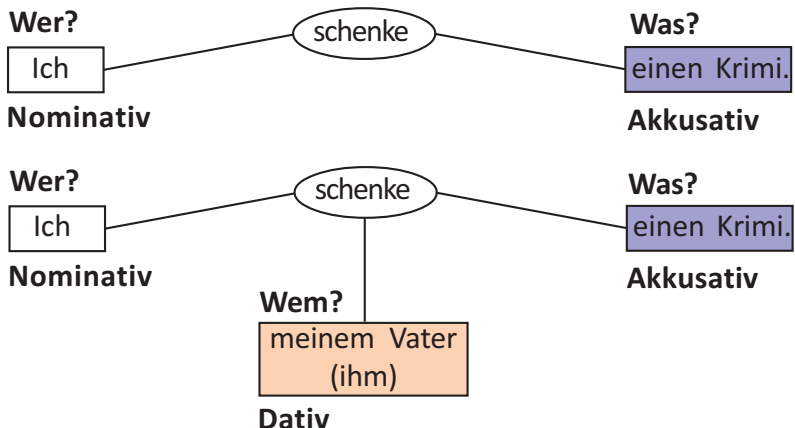 Wer? schenke Was?
Ich einen Krimi.
Nominativ Akkusativ
Wer? schenke Was?
Ich einen Krimi.
Nominativ Akkusativ
Wem?
meinem Vater
(ihm)
Dativ